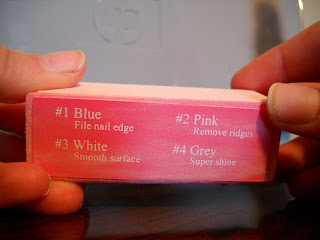 #1 Blue
File nail edge
#2 Pink
Remove ridges
#3 White
Smooth surface
#4 Grey
Super shine